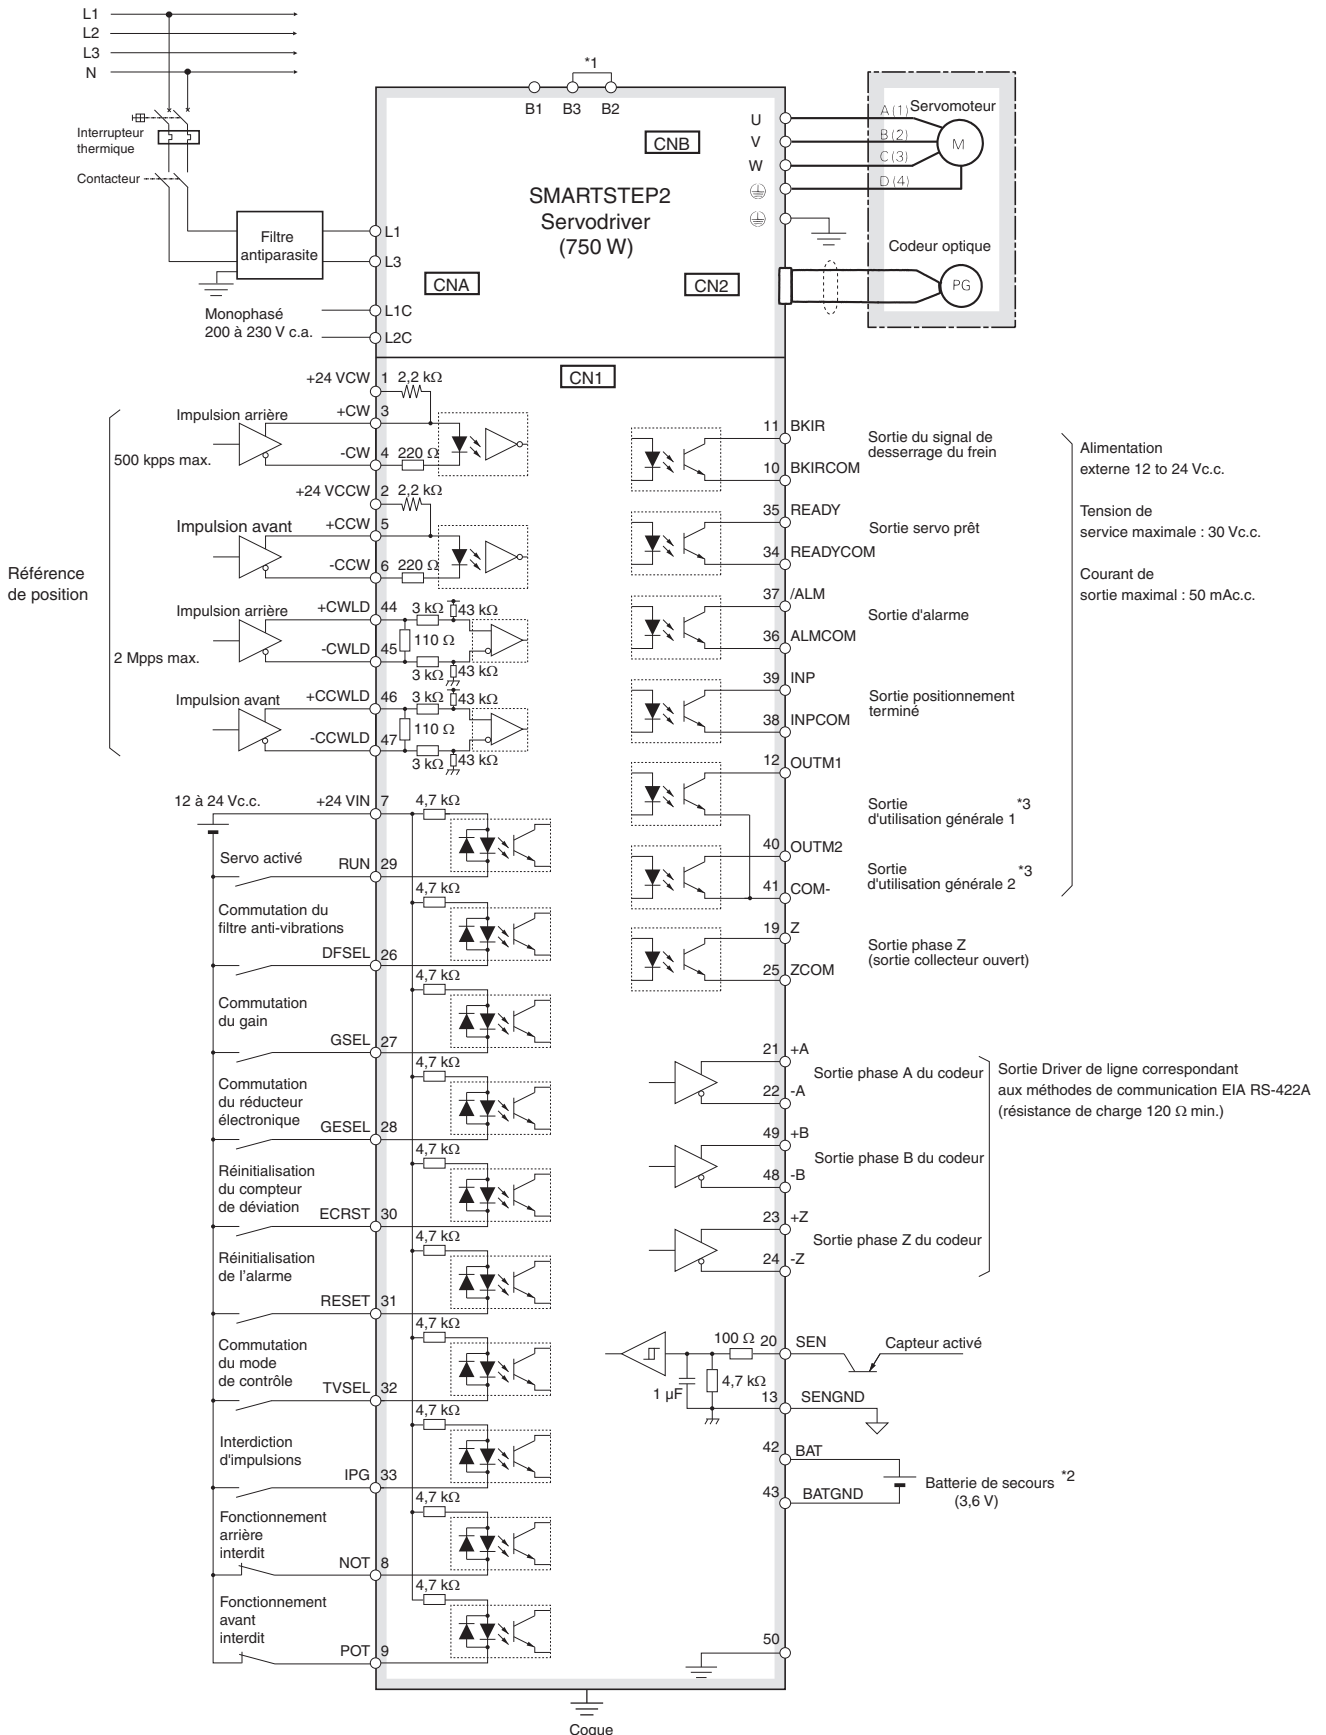 L1
L2
L3
N
Interrupteur
thermique
Contacteur
Filtre
antiparasite
Monophasé
200 à 230 V c.a.
*1
B1 B3 B2
CNB
SMARTSTEP2
Servodriver
(750 W)
CNA
CN2
L1
L3
L1C
L2C
U
V
W
A (1)
B (2)
C (3)
D (4)
Servomoteur
M
Codeur optique
PG
CN1
Référence
de position
500 kpps max.
2 Mpps max.
+24 VCW 1 2,2 kΩ
Impulsion arrière
+CW 3
-CW 4 220 Ω
+24 VCCW 2 2,2 kΩ
Impulsion avant
+CCW 5
-CCW 6 220 Ω
Impulsion arrière
+CWLD 44 3 kΩ 43 kΩ
110 Ω
-CWLD 45
3 kΩ 43 kΩ
Impulsion avant
+CCWLD 46 3 kΩ 43 kΩ
110 Ω
-CCWLD 47
3 kΩ 43 kΩ
12 à 24 Vc.c.
+24 VIN 7 4,7 kΩ
Servo activé
RUN 29
4,7 kΩ
Commutation du
filtre anti-vibrations
DFSEL 26
4,7 kΩ
Commutation
du gain
GSEL 27
4,7 kΩ
Commutation
du réducteur
électronique
GESEL 28
4,7 kΩ
Réinitialisation
du compteur
de déviation
ECRST 30
4,7 kΩ
Réinitialisation
de l'alarme
RESET 31
4,7 kΩ
Commutation
du mode
de contrôle
TVSEL 32
4,7 kΩ
Interdiction
d'impulsions
IPG 33
4,7 kΩ
Fonctionnement
arrière
interdit
NOT 8
4,7 kΩ
Fonctionnement
avant
interdit
POT 9
11 BKIR
10 BKIRCOM
Sortie du signal de
desserrage du frein
35 READY
34 READYCOM
Sortie servo prêt
37 /ALM
36 ALMCOM
Sortie d'alarme
39 INP
38 INPCOM
Sortie positionnement
terminé
12 OUTM1
Sortie
d'utilisation générale 1 *3
40 OUTM2
41 COM-
Sortie
d'utilisation générale 2 *3
19 Z
25 ZCOM
Sortie phase Z
(sortie collecteur ouvert)
Alimentation
externe 12 to 24 Vc.c.
Tension de
service maximale : 30 Vc.c.
Courant de
sortie maximal : 50 mAc.c.
21 +A
22 -A
Sortie phase A du codeur
49 +B
48 -B
Sortie phase B du codeur
23 +Z
24 -Z
Sortie phase Z du codeur
Sortie Driver de ligne correspondant
aux méthodes de communication EIA RS-422A
(résistance de charge 120 Ω min.)
100 Ω 20 SEN
Capteur activé
1 µF
4,7 kΩ
13 SENGND
42 BAT
43 BATGND
Batterie de secours *2
(3,6 V)
50
Coque